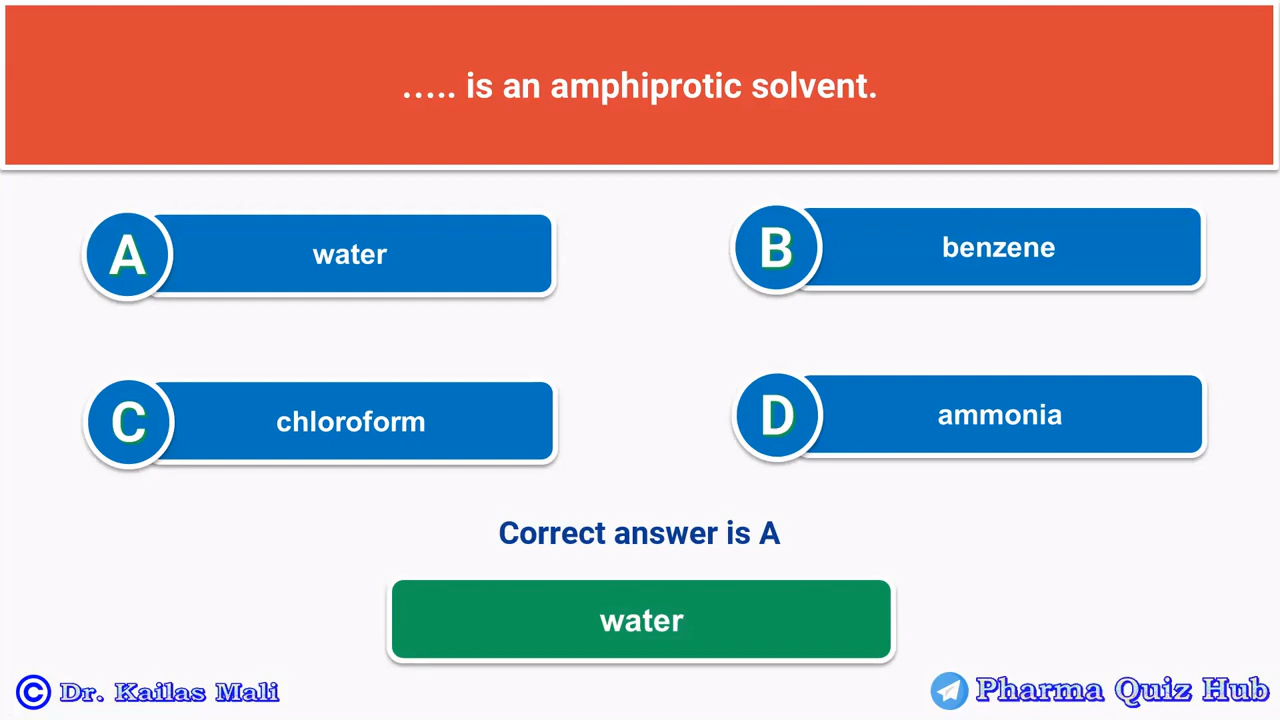 ..... is an amphiprotic solvent.
A water
B benzene
C chloroform
D ammonia
Correct answer is A
water
© Dr. Kailas Mali
Pharma Quiz Hub